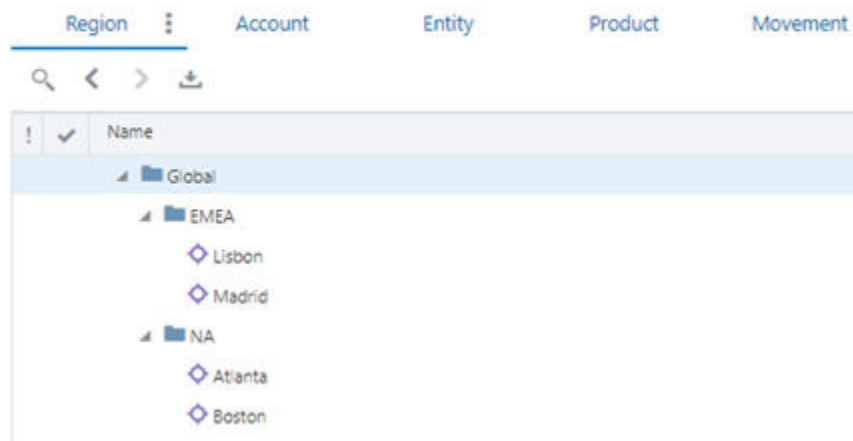 Region Account Entity Product Movement
! Name
Global
EMEA
Lisbon
Madrid
NA
Atlanta
Boston